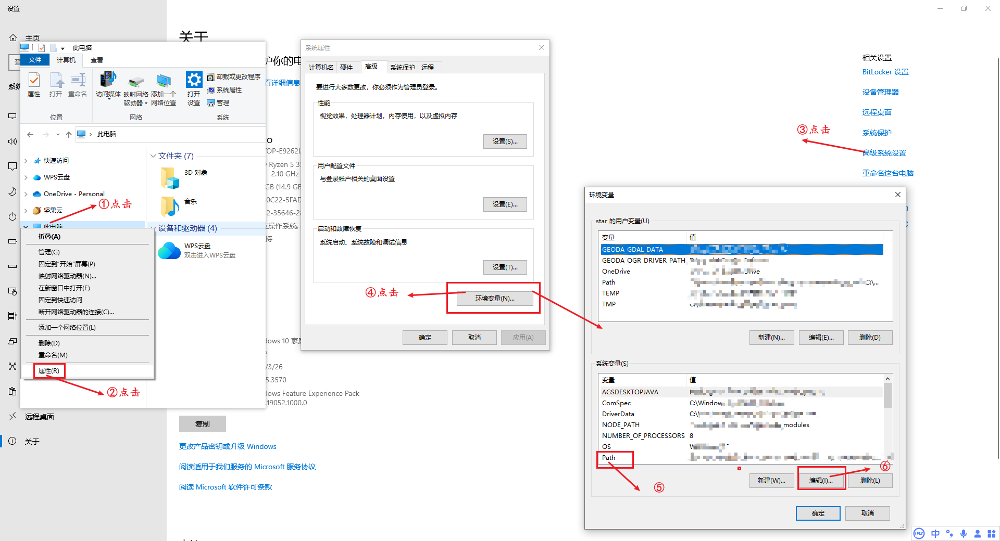 设置
主页
系统
远程桌面
关于
关于
此电脑
文件
计算机
查看
属性
打开
重命名
位置
访问媒体
映射网络
驱动器
添加一个
网络位置
网络
打开
设置
卸载或更改程序
系统属性
管理
系统
此电脑
快速访问
WPS云盘
OneDrive - Personal
①点击
坚果云
此电脑
文件夹 (7)
3D 对象
音乐
设备和驱动器 (4)
WPS云盘
双击进入WPS云盘
折叠(A)
管理(G)
固定到"开始"屏幕(P)
映射网络驱动器(N)...
在新窗口中打开(E)
固定到快速访问
断开网络驱动器的连接(C)...
添加一个网络位置(L)
删除(D)
重命名(M)
属性(R)
②点击
护你的电
看详细信息
TOP-E9262I
Ryzen 5 3
2.10 GHz
GB (14.9 GB
0C22-5FAD
2-35646-28
操作系统,
持
dows 10 家庭
2
/3/26
5.3570
dows Feature Experience Pack
.19052.1000.0
复制
更改产品密钥或升级 Windows
阅读适用于我们服务的 Microsoft 服务协议
阅读 Microsoft 软件许可条款
系统属性
计算机名
硬件
高级
系统保护
远程
要进行大多数更改，你必须作为管理员登录。
性能
视觉效果，处理器计划，内存使用，以及虚拟内存
设置(S)...
用户配置文件
与登录帐户相关的桌面设置
设置(E)...
启动和故障恢复
系统启动、系统故障和调试信息
设置(T)...
④点击
环境变量(N)...
确定
取消
应用(A)
相关设置
BitLocker 设置
设备管理器
远程桌面
系统保护
③点击
高级系统设置
重命名这台电脑
环境变量
star 的用户变量(U)
变量
值
GEODA_GDAL_DATA
GEODA_OGR_DRIVER_PATH
OneDrive
Path
C:\...
TEMP
TMP
新建(N)...
编辑(E)...
删除(D)
系统变量(S)
变量
值
AGSDESKTOPJAVA
ComSpec
C:\Window
DriverData
C:\
NODE_PATH
modules
NUMBER_OF_PROCESSORS
8
OS
Path
⑤
⑥
新建(W)...
编辑(I)...
删除(L)
确定
取消
iFLY
中